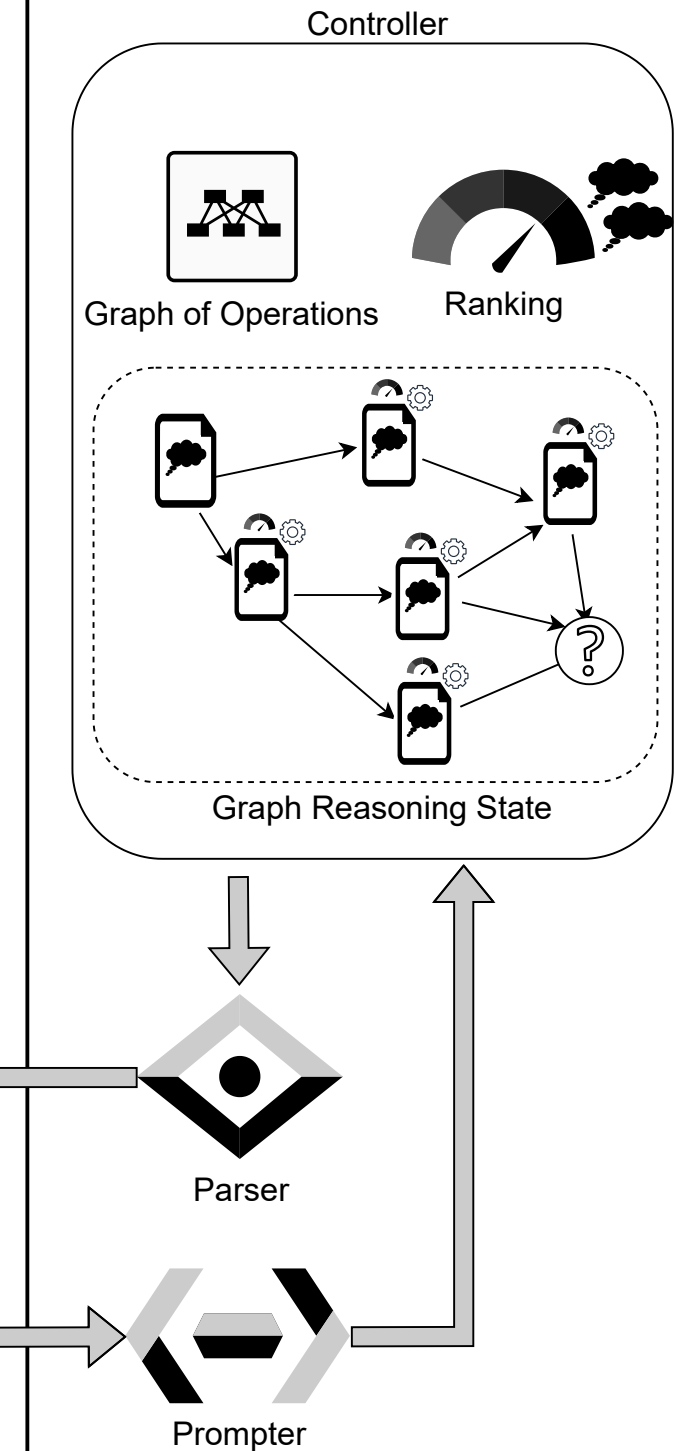 Controller
Graph of Operations
Ranking
?
Graph Reasoning State
Parser
Prompter